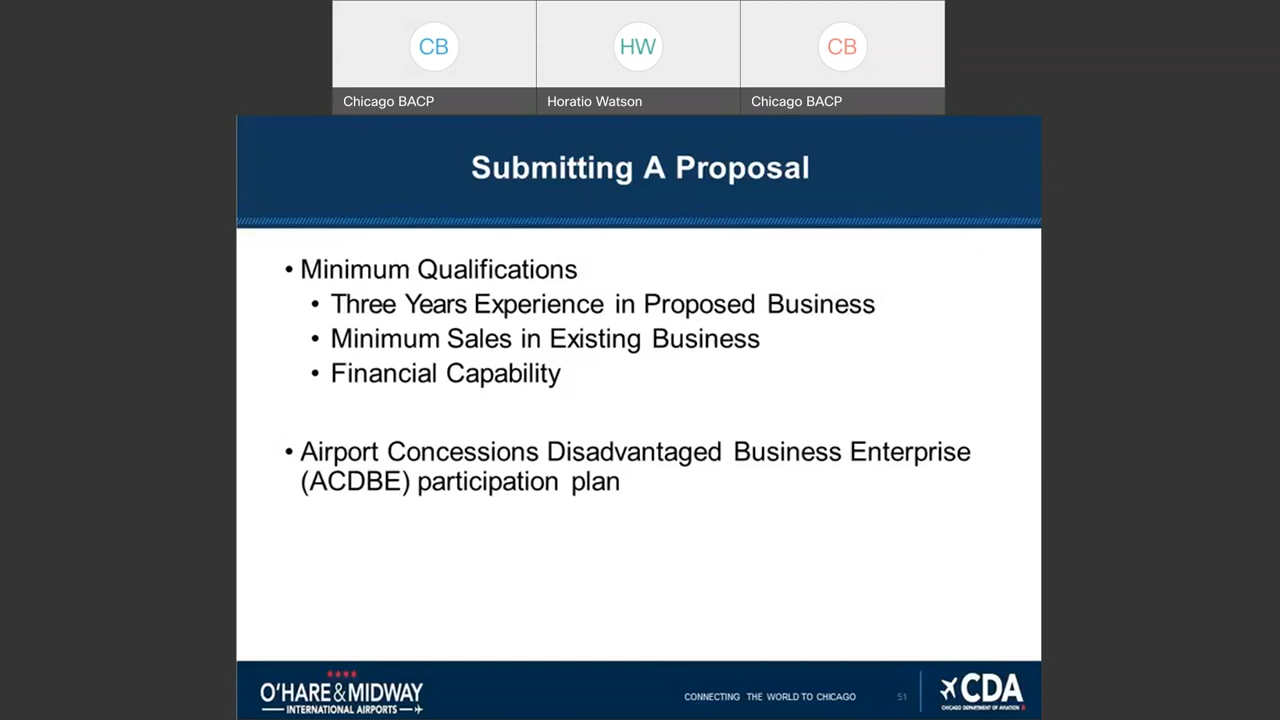 CB
HW
CB
Chicago BACP
Horatio Watson
Chicago BACP
Submitting A Proposal
• Minimum Qualifications
• Three Years Experience in Proposed Business
• Minimum Sales in Existing Business
• Financial Capability
• Airport Concessions Disadvantaged Business Enterprise
(ACDBE) participation plan
O'HARE & MIDWAY
INTERNATIONAL AIRPORTS
CONNECTING THE WORLD TO CHICAGO
51
CDA
CHICAGO DEPARTMENT OF AVIATION